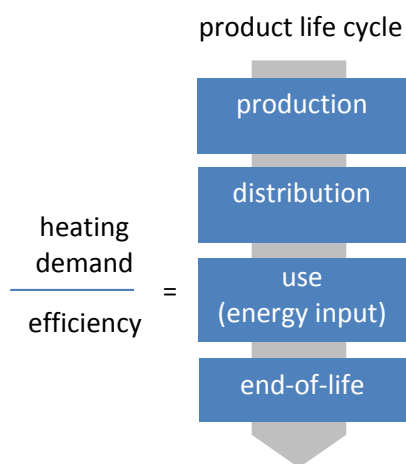 product life cycle
production
distribution
heating
demand
efficiency
=
use
(energy input)
end-of-life